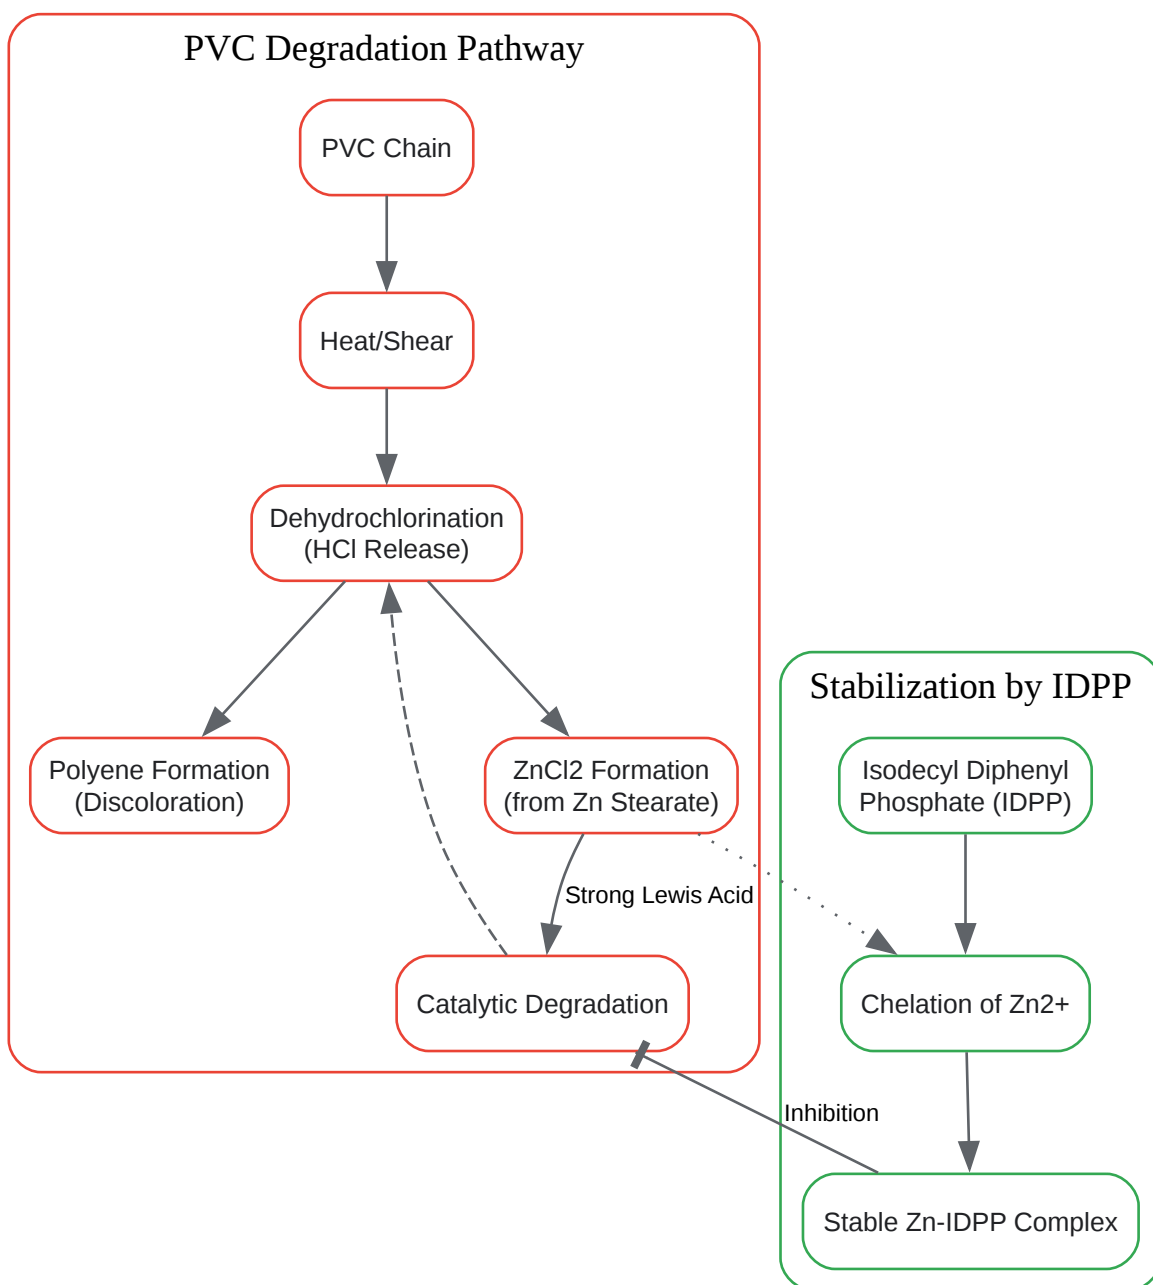 PVC Degradation Pathway
PVC Chain
Heat/Shear
Dehydrochlorination
(HCl Release)
Polyene Formation
(Discoloration)
ZnCl2 Formation
(from Zn Stearate)
Strong Lewis Acid
Catalytic Degradation
Stabilization by IDPP
Isodecyl Diphenyl
Phosphate (IDPP)
Chelation of Zn2+
Inhibition
Stable Zn-IDPP Complex